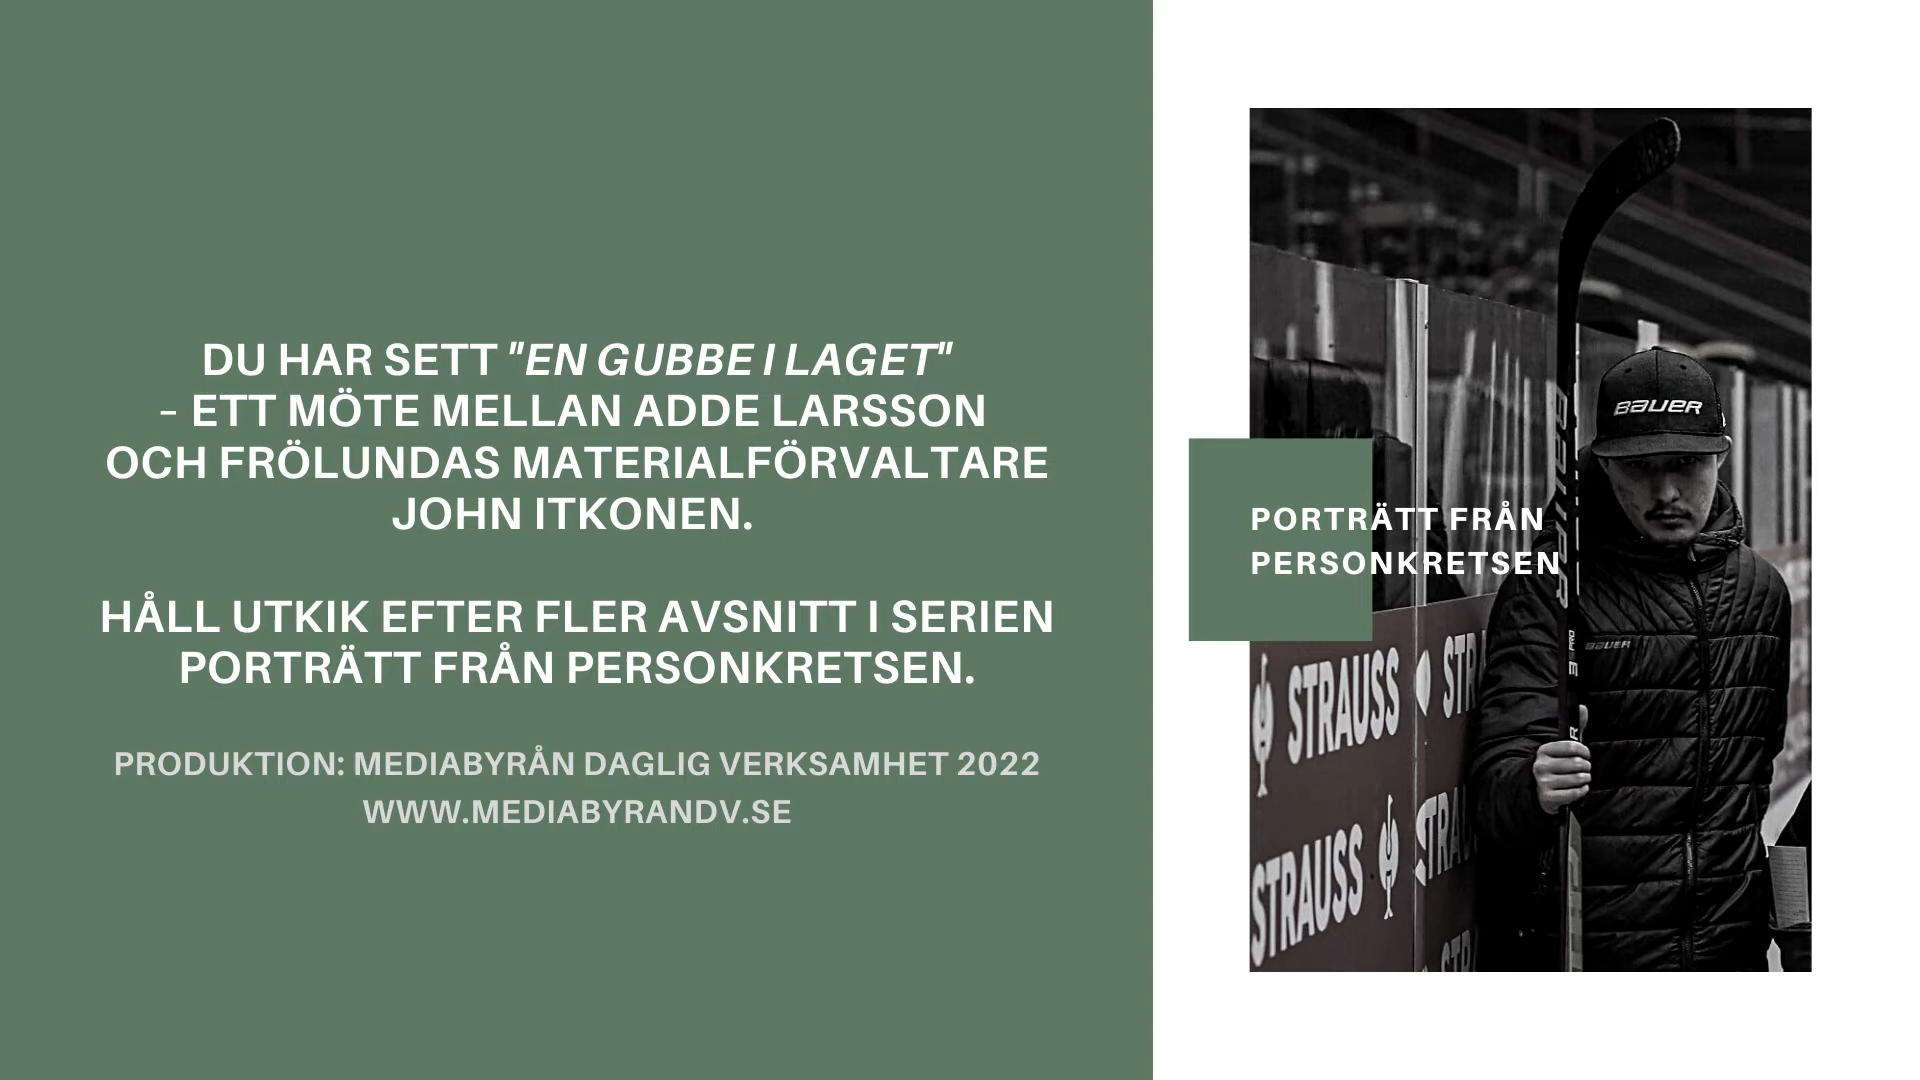 DU HAR SETT "EN GUBBE I LAGET"
– ETT MÖTE MELLAN ADDE LARSSON
OCH FRÖLUNDAS MATERIALFÖRVALTARE
JOHN ITKONEN.
HÅLL UTKIK EFTER FLER AVSNITT I SERIEN
PORTRÄTT FRÅN PERSONKRETSEN.
PRODUKTION: MEDIABYRÅN DAGLIG VERKSAMHET 2022
WWW.MEDIABYRANDV.SE
PORTRÄTT FRÅN
PERSONKRETSEN
BAUER
BAUER
BAUER
STRAUSS
STRAUSS